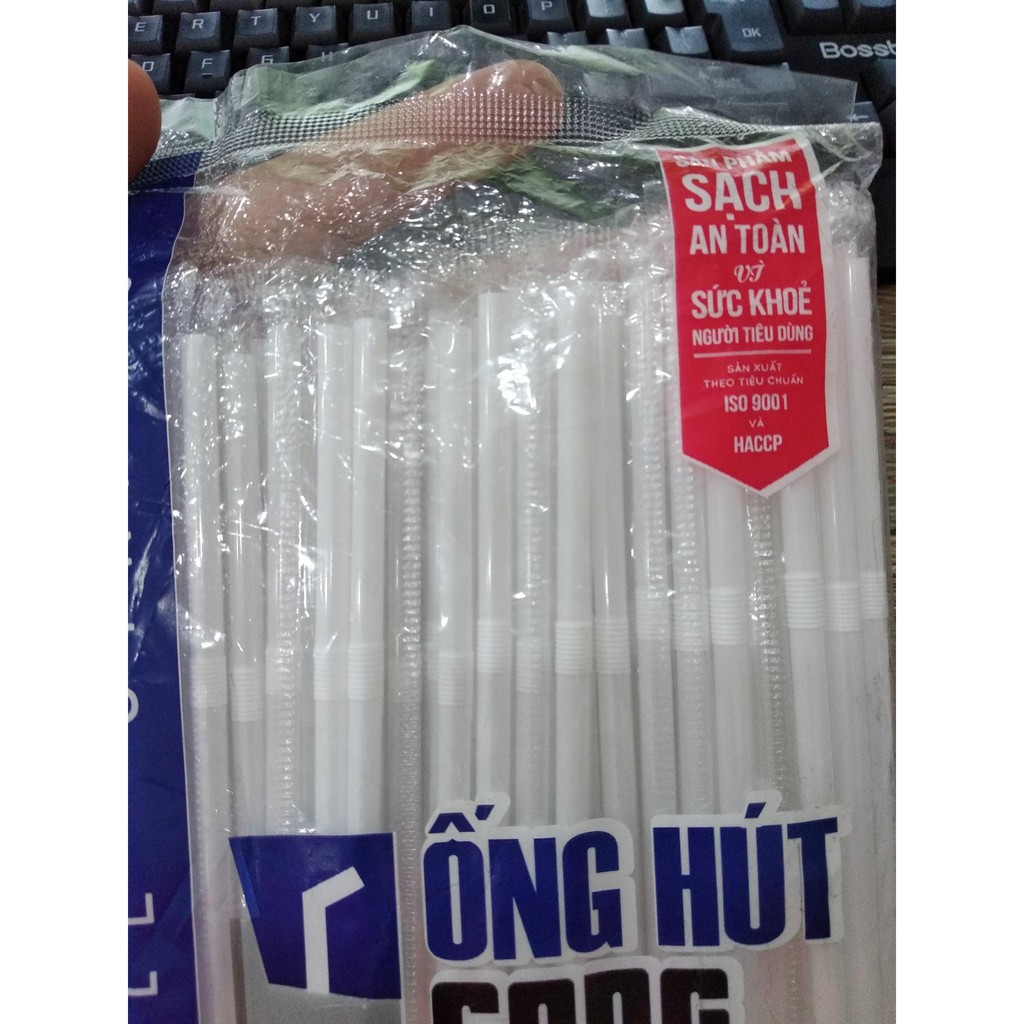 E R T Y U I O P
D F G H
OK
SẢN PHẨM
SẠCH
AN TOÀN
VÌ
SỨC KHOẺ
NGƯỜI TIÊU DÙNG
SẢN XUẤT
THEO TIÊU CHUẨN
ISO 9001
VÀ
HACCP
ỐNG HÚT